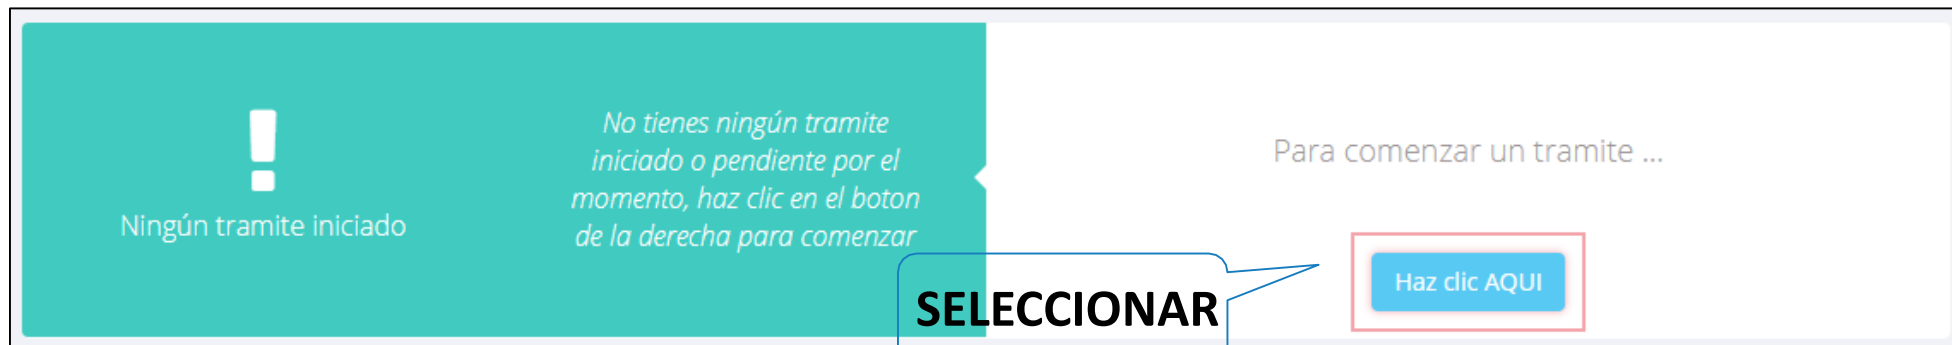 Ningún tramite iniciado
No tienes ningún tramite
iniciado o pendiente por el
momento, haz clic en el boton
de la derecha para comenzar
Para comenzar un tramite ...
Haz clic AQUI
SELECCIONAR